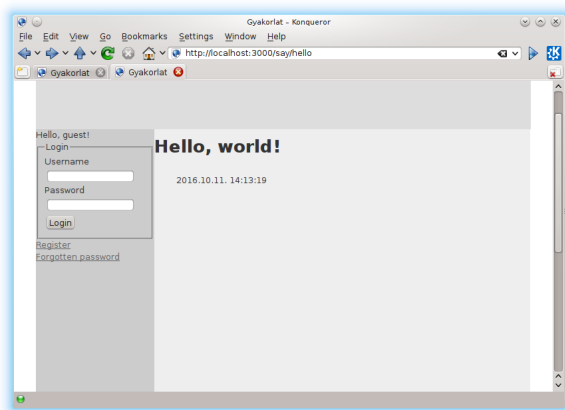 Gyakorlat – Konqueror
File Edit View Go Bookmarks Settings Window Help
http://localhost:3000/say/hello
Gyakorlat Gyakorlat
Hello, guest!
Login
Username
Password
Login
Register
Forgotten password
Hello, world!
2016.10.11. 14:13:19